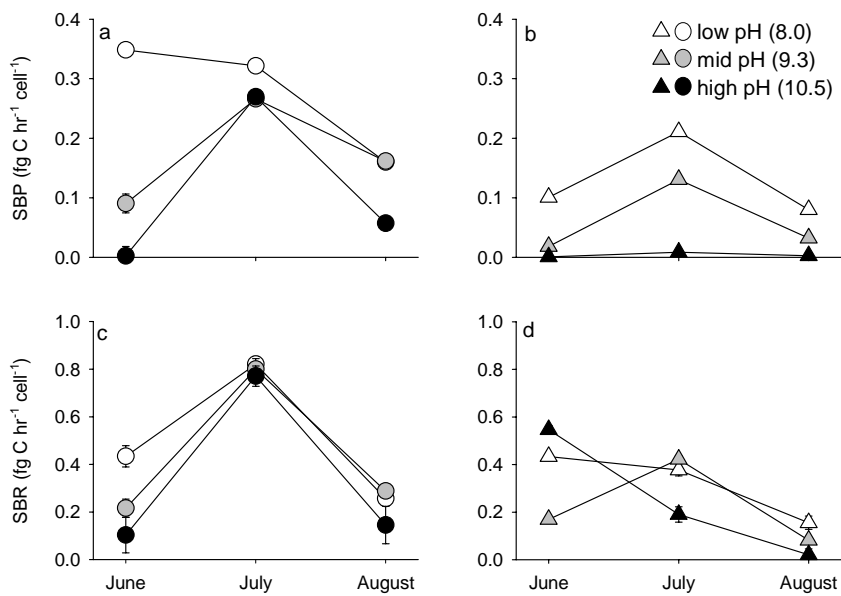 a
0.4
0.3
0.2
0.1
0.0
SBP (fg C hr⁻¹ cell⁻¹)
b
0.4
0.3
0.2
0.1
0.0
low pH (8.0)
mid pH (9.3)
high pH (10.5)
c
1.0
0.8
0.6
0.4
0.2
0.0
SBR (fg C hr⁻¹ cell⁻¹)
June July August
d
1.0
0.8
0.6
0.4
0.2
0.0
June July August